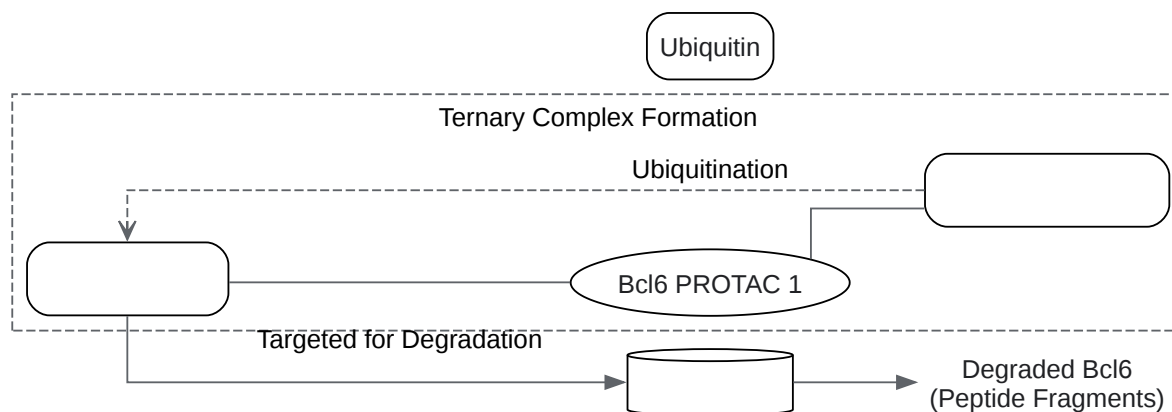 Ubiquitin
Ternary Complex Formation
Ubiquitination
Bcl6 PROTAC 1
Targeted for Degradation
Degraded Bcl6
(Peptide Fragments)